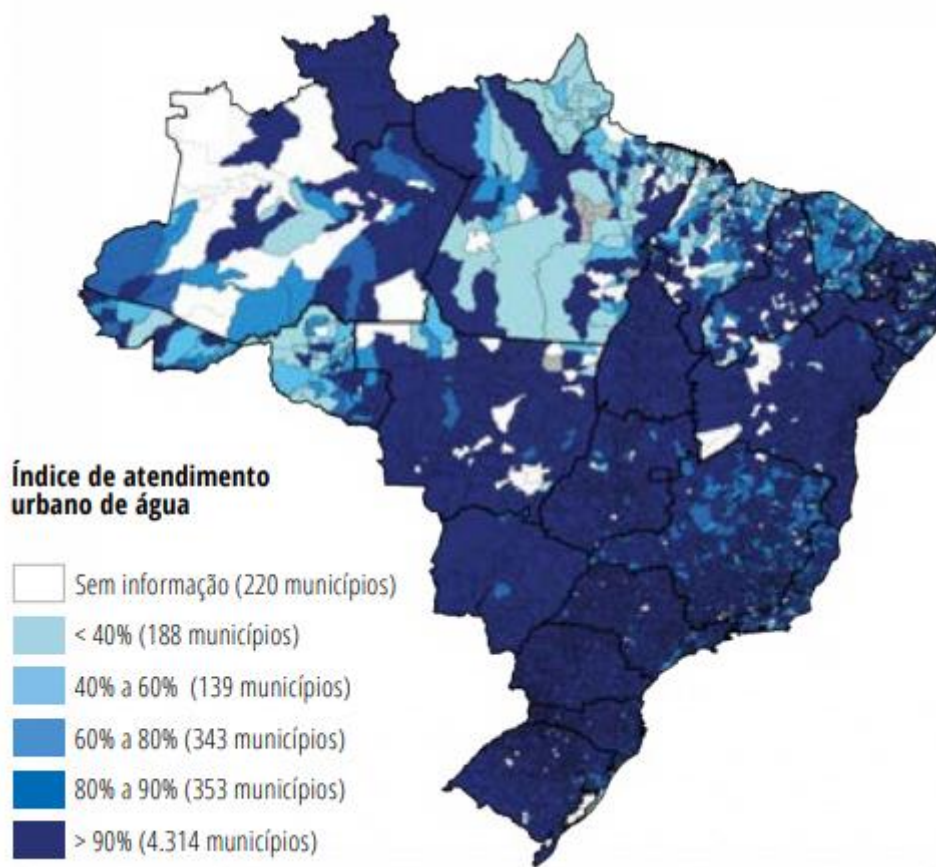 Índice de atendimento
urbano de água
Sem informação (220 municípios)
< 40% (188 municípios)
40% a 60% (139 municípios)
60% a 80% (343 municípios)
80% a 90% (353 municípios)
> 90% (4.314 municípios)